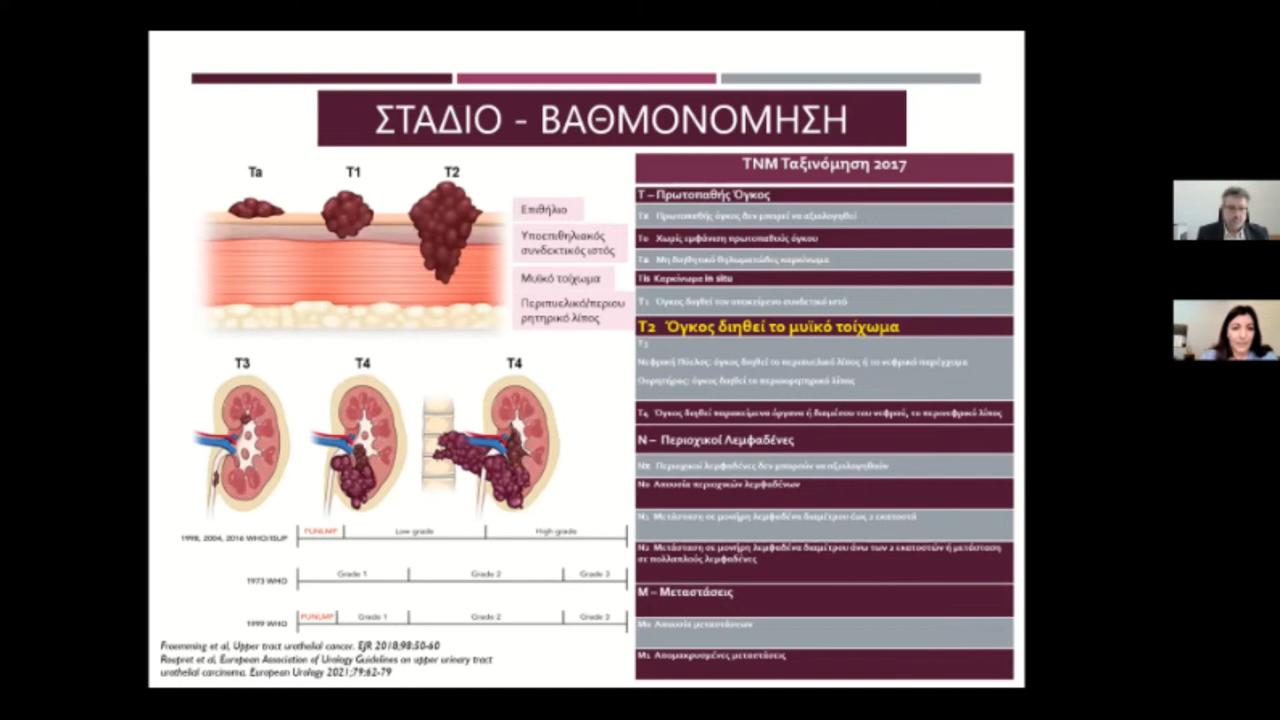 ΣΤΑΔΙΟ - ΒΑΘΜΟΝΟΜΗΣΗ
Ta
T1
T2
Επιθήλιο
Υποεπιθηλιακός
συνδεκτικός ιστός
Μυϊκό τοίχωμα
Περιπυελικό/περιου
ρητηρικό λίπος
T3
T4
T4
1998, 2004, 2016 WHO/ISUP
PUNLMP
Low-grade
High-grade
1973 WHO
Grade 1
Grade 2
Grade 3
1999 WHO
PUNLMP
Grade 1
Grade 2
Grade 3
Froemming et al, Upper tract urothelial cancer. EJR 2018;98:50-60
Roupret et al, European Association of Urology Guidelines on upper urinary tract
urothelial carcinoma. European Urology 2021;79:62-79
TNM Ταξινόμηση 2017
T – Πρωτοπαθής Όγκος
Tx Πρωτοπαθής όγκος δεν μπορεί να αξιολογηθεί
T0 Χωρίς εμφάνιση πρωτοπαθούς όγκου
Ta Μη διηθητικό θηλωματώδες καρκίνωμα
Tis Καρκίνωμα in situ
T1 Όγκος διηθεί τον υποκείμενο συνδετικό ιστό
T2 Όγκος διηθεί το μυϊκό τοίχωμα
T3
Νεφρική Πύελος: όγκος διηθεί το περιπυελικό λίπος ή το νεφρικό παρέγχυμα
Ουρητήρας: όγκος διηθεί το περιουρητηρικό λίπος
T4 Όγκος διηθεί παρακείμενα όργανα ή διαμέσου του νεφρού, το περινεφρικό λίπος
N – Περιοχικοί Λεμφαδένες
Nx Περιοχικοί λεμφαδένες δεν μπορούν να αξιολογηθούν
N0 Απουσία περιοχικών λεμφαδένων
N1 Μετάσταση σε μονήρη λεμφαδένα διαμέτρου έως 2 εκατοστά
N2 Μετάσταση σε μονήρη λεμφαδένα διαμέτρου άνω των 2 εκατοστών ή μετάσταση
σε πολλαπλούς λεμφαδένες
M – Μεταστάσεις
M0 Απουσία μεταστάσεων
M1 Απομακρυσμένες μεταστάσεις